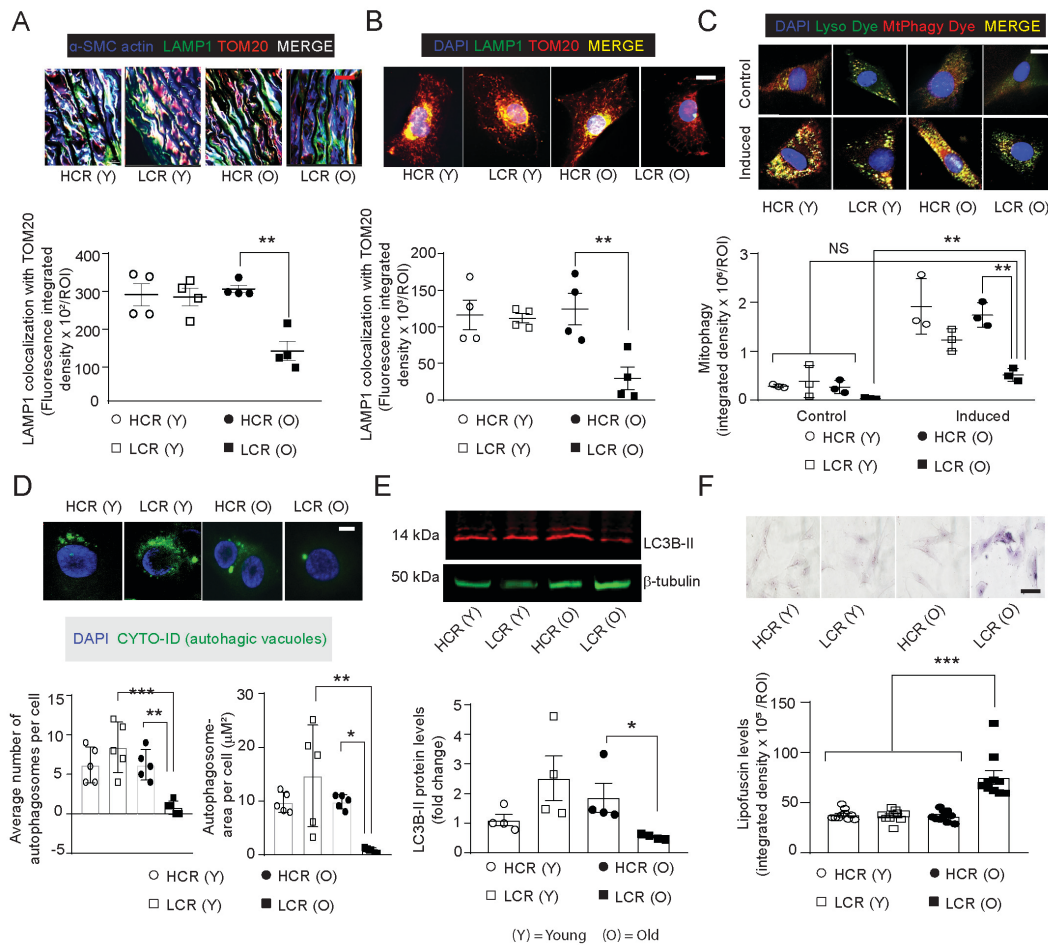 A
α-SMC actin LAMP1 TOM20 MERGE
HCR (Y) LCR (Y) HCR (O) LCR (O)
LAMP1 colocalization with TOM20
(Fluorescence integrated
density x 10²/ROI)
400
300
200
100
0
**
HCR (Y) HCR (O)
LCR (Y) LCR (O)
B
DAPI LAMP1 TOM20 MERGE
HCR (Y) LCR (Y) HCR (O) LCR (O)
LAMP1 colocalization with TOM20
(Fluorescence integrated
density x 10³/ROI)
200
150
100
50
0
**
HCR (Y) HCR (O)
LCR (Y) LCR (O)
C
DAPI Lyso Dye MtPhagy Dye MERGE
Control
Induced
HCR (Y) LCR (Y) HCR (O) LCR (O)
Mitophagy
(integrated density x 10⁶/ROI)
3
2
1
0
NS
**
**
Control Induced
HCR (Y) HCR (O)
LCR (Y) LCR (O)
D
HCR (Y) LCR (Y) HCR (O) LCR (O)
DAPI CYTO-ID (autohagic vacuoles)
Average number of
autophagosomes per cell
15
10
5
0
-5
***
**
Autophagosome-
area per cell (µM²)
30
20
10
0
**
*
HCR (Y) HCR (O)
LCR (Y) LCR (O)
E
14 kDa
LC3B-II
50 kDa
β-tubulin
HCR (Y) LCR (Y) HCR (O) LCR (O)
LC3B-II protein levels
(fold change)
5
4
3
2
1
0
*
HCR (Y) HCR (O)
LCR (Y) LCR (O)
(Y) = Young (O) = Old
F
HCR (Y) LCR (Y) HCR (O) LCR (O)
Lipofuscin levels
(integrated density x 10⁵ /ROI)
150
100
50
0
***
HCR (Y) HCR (O)
LCR (Y) LCR (O)